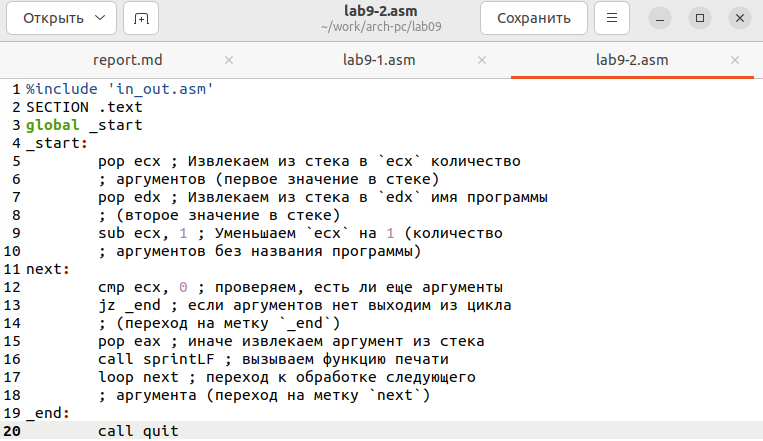 Открыть
lab9-2.asm
~/work/arch-pc/lab09
Сохранить
report.md
lab9-1.asm
lab9-2.asm
1 %include 'in_out.asm'
2 SECTION .text
3 global _start
4 _start:
5 pop ecx ; Извлекаем из стека в `ecx` количество
6 ; аргументов (первое значение в стеке)
7 pop edx ; Извлекаем из стека в `edx` имя программы
8 ; (второе значение в стеке)
9 sub ecx, 1 ; Уменьшаем `ecx` на 1 (количество
10 ; аргументов без названия программы)
11 next:
12 cmp ecx, 0 ; проверяем, есть ли еще аргументы
13 jz _end ; если аргументов нет выходим из цикла
14 ; (переход на метку `_end`)
15 pop eax ; иначе извлекаем аргумент из стека
16 call sprintLF ; вызываем функцию печати
17 loop next ; переход к обработке следующего
18 ; аргумента (переход на метку `next`)
19 _end:
20 call quit